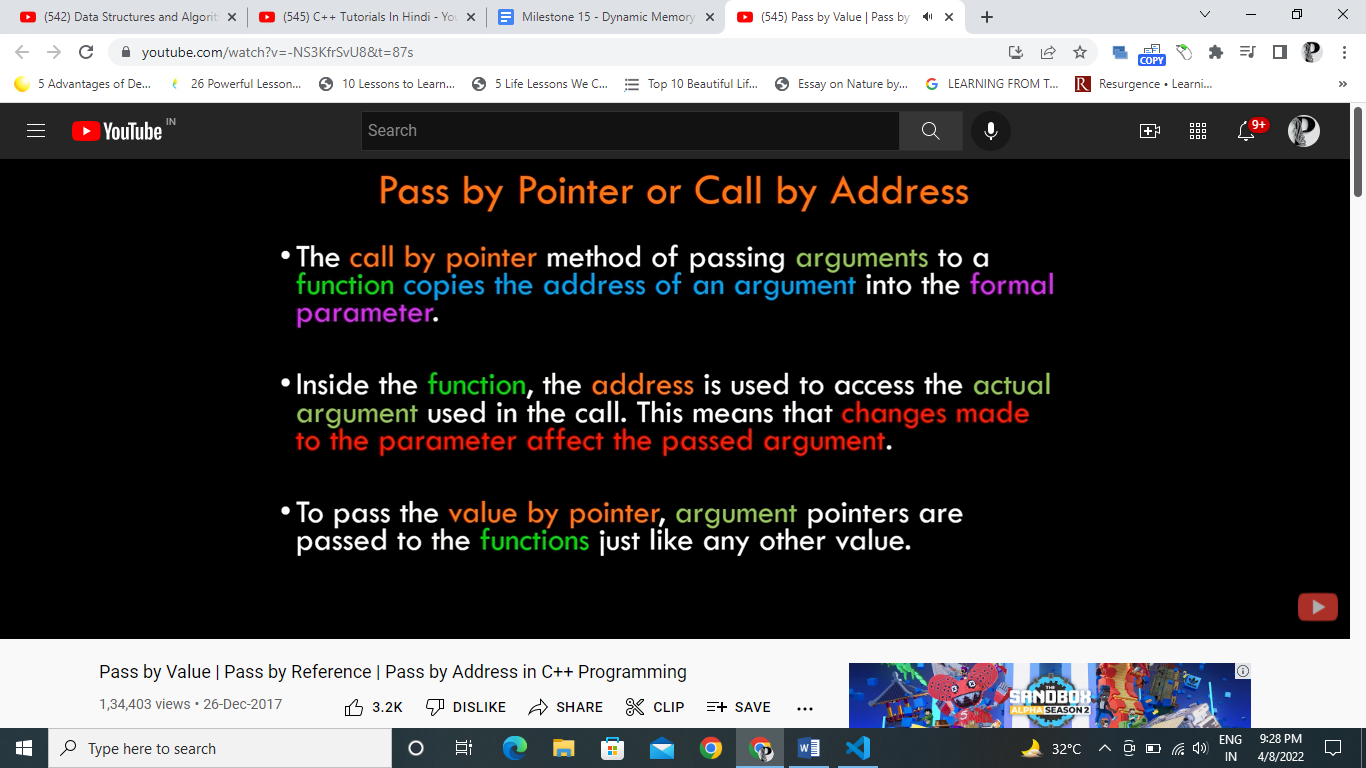 (542) Data Structures and Algorit
(545) C++ Tutorials In Hindi - You
Milestone 15 - Dynamic Memory
(545) Pass by Value | Pass by
youtube.com/watch?v=-NS3KfrSvU8&t=87s
COPY
5 Advantages of De...
26 Powerful Lesson...
10 Lessons to Learn...
5 Life Lessons We C...
Top 10 Beautiful Lif...
Essay on Nature by...
LEARNING FROM T...
Resurgence • Learni...
YouTube IN
Search
9+
Pass by Pointer or Call by Address
• The call by pointer method of passing arguments to a
function copies the address of an argument into the formal
parameter.
• Inside the function, the address is used to access the actual
argument used in the call. This means that changes made
to the parameter affect the passed argument.
• To pass the value by pointer, argument pointers are
passed to the functions just like any other value.
Pass by Value | Pass by Reference | Pass by Address in C++ Programming
1,34,403 views • 26-Dec-2017
3.2K
DISLIKE
SHARE
CLIP
SAVE
THE
SANDBOX
ALPHA SEASON 2
Type here to search
32°C
ENG
IN
9:28 PM
4/8/2022